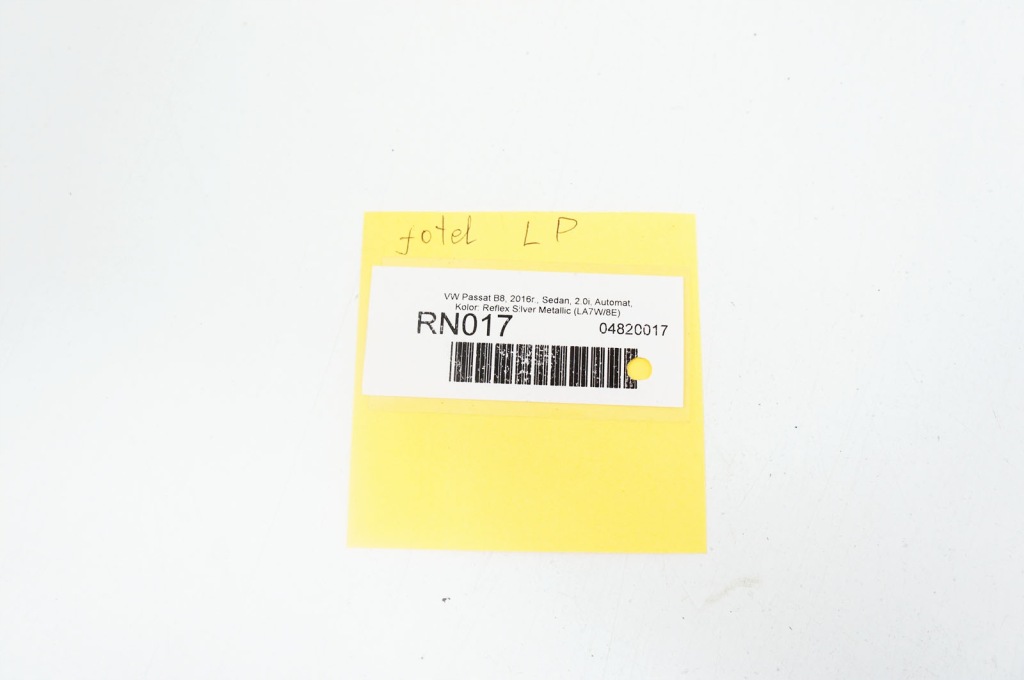 fotel LP
VW Passat B8, 2016r., Sedan, 2.0i, Automat,
Kolor: Reflex Silver Metallic (LA7W/8E)
RN017 04820017